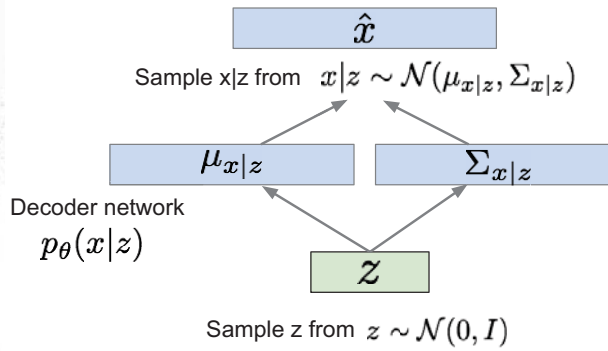 x̂
Sample x|z from x|z ∼ 𝒩(μ_{x|z}, Σ_{x|z})
μ_{x|z} Σ_{x|z}
Decoder network
p_θ(x|z)
z
Sample z from z ∼ 𝒩(0, I)